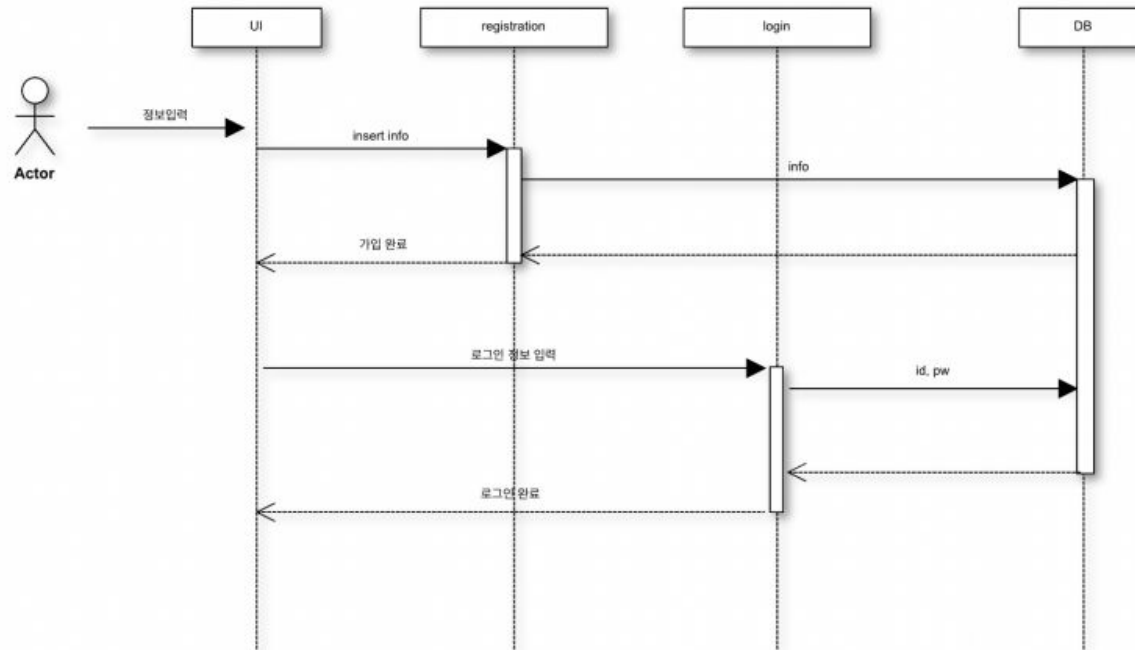 UI
registration
login
DB
정보입력
insert info
Actor
info
가입 완료
로그인 정보 입력
id, pw
로그인 완료